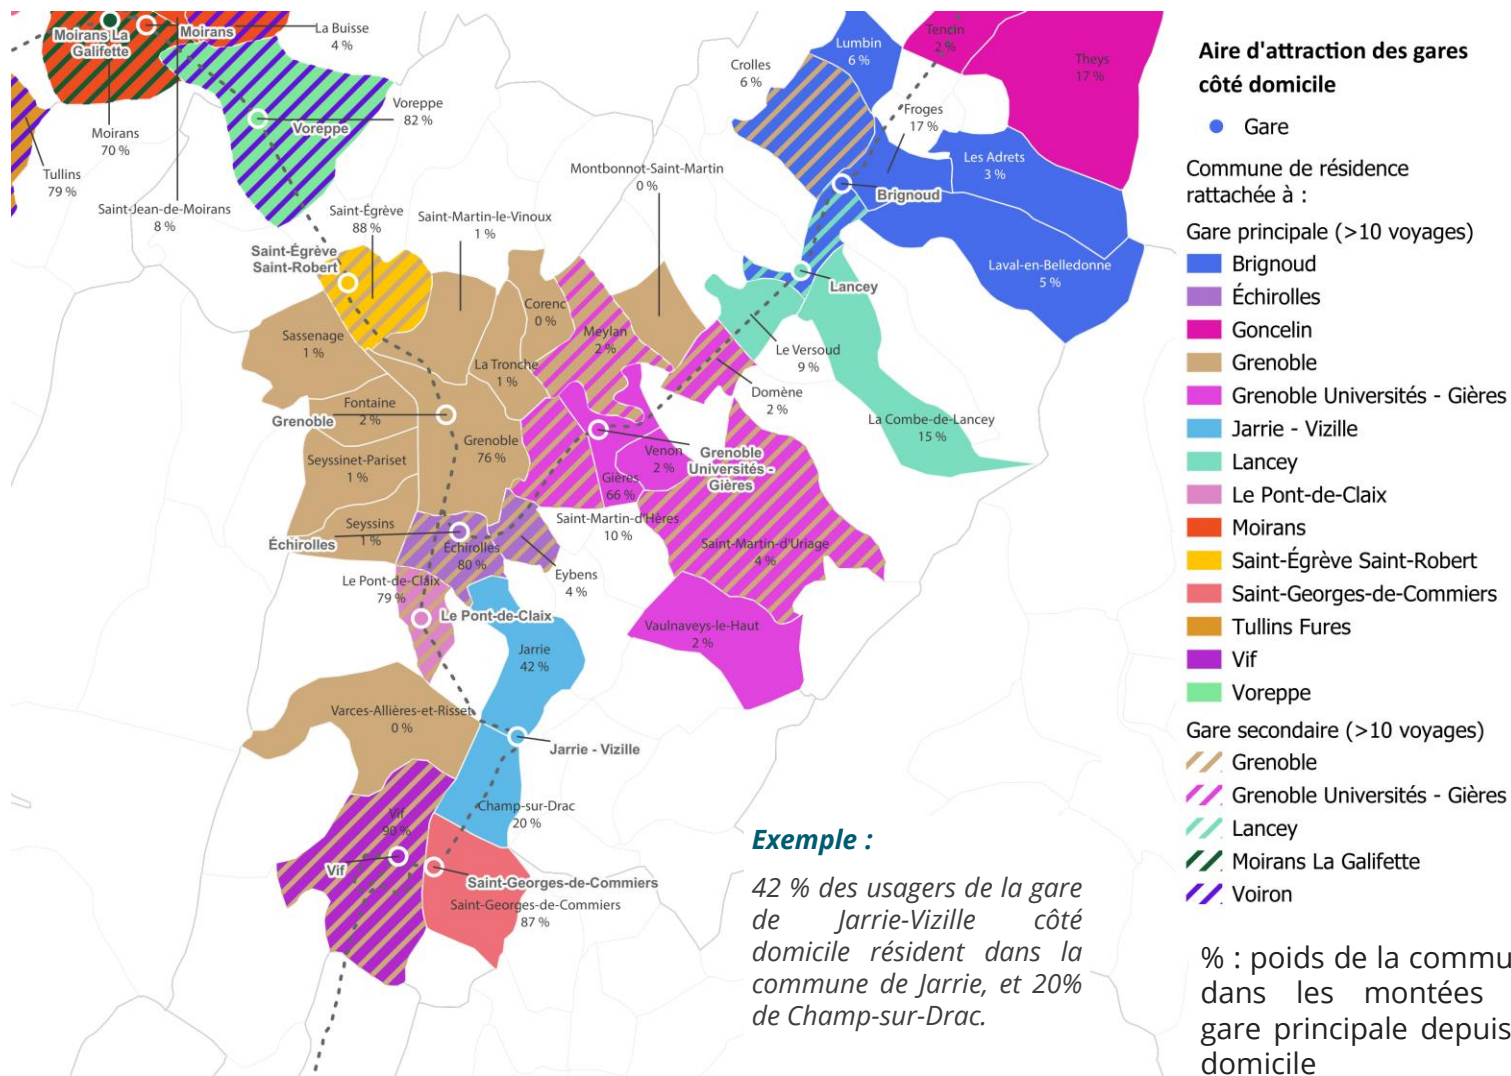 La Buisse
4 %
Moirans La
Galifette
Moirans
Moirans
70 %
Tullins
79 %
Saint-Jean-de-Moirans
8 %
Voreppe
82 %
Voreppe
Saint-Égrève
88 %
Saint-Égrève
Saint-Robert
Saint-Martin-le-Vinoux
1 %
Montbonnot-Saint-Martin
0 %
Crolles
6 %
Lumbin
6 %
Tencin
2 %
Theys
17 %
Froges
17 %
Les Adrets
3 %
Brignoud
Laval-en-Belledonne
5 %
Lancey
Le Versoud
9 %
La Combe-de-Lancey
15 %
Domène
2 %
Sassenage
1 %
Corenc
0 %
Meylan
2 %
La Tronche
1 %
Fontaine
2 %
Grenoble
Grenoble
76 %
Seyssinet-Pariset
1 %
Seyssins
1 %
Échirolles
Échirolles
80 %
Eybens
4 %
Gières
66 %
Venon
2 %
Grenoble
Universités -
Gières
Saint-Martin-d'Hères
10 %
Saint-Martin-d'Uriage
4 %
Vaulnaveys-le-Haut
2 %
Le Pont-de-Claix
79 %
Le Pont-de-Claix
Jarrie
42 %
Varces-Allières-et-Risset
0 %
Jarrie - Vizille
Champ-sur-Drac
20 %
Vif
90 %
Vif
Saint-Georges-de-Commiers
Saint-Georges-de-Commiers
87 %
Exemple :
42 % des usagers de la gare
de Jarrie-Vizille côté
domicile résident dans la
commune de Jarrie, et 20%
de Champ-sur-Drac.
Aire d'attraction des gares
côté domicile
Gare
Commune de résidence
rattachée à :
Gare principale (>10 voyages)
Brignoud
Échirolles
Goncelin
Grenoble
Grenoble Universités - Gières
Jarrie - Vizille
Lancey
Le Pont-de-Claix
Moirans
Saint-Égrève Saint-Robert
Saint-Georges-de-Commiers
Tullins Fures
Vif
Voreppe
Gare secondaire (>10 voyages)
Grenoble
Grenoble Universités - Gières
Lancey
Moirans La Galifette
Voiron
% : poids de la commu
dans les montées
gare principale depuis
domicile